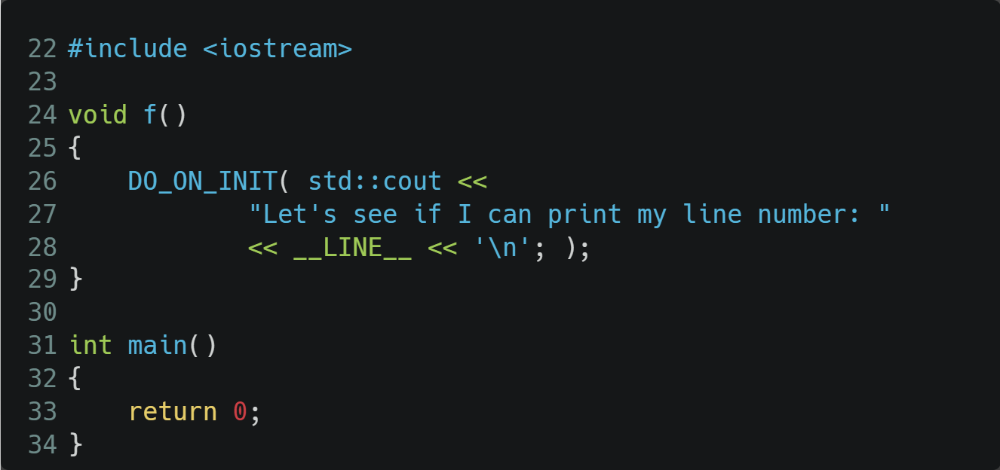 22 #include <iostream>
23
24 void f()
25 {
26     DO_ON_INIT( std::cout <<
27             "Let's see if I can print my line number: "
28             << __LINE__ << '\n'; );
29 }
30
31 int main()
32 {
33     return 0;
34 }